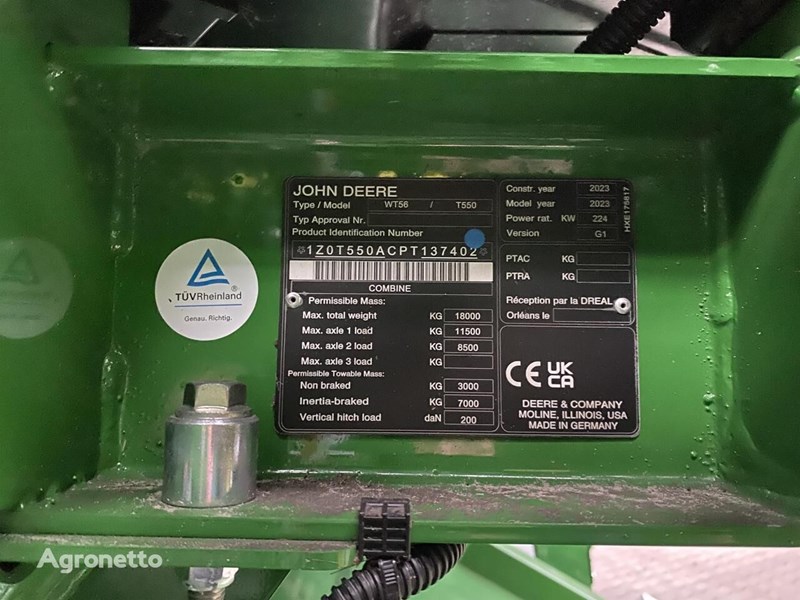 JOHN DEERE
Type / Model WT56 / T550
Typ Approval Nr.
Product Identification Number
*1Z0T550ACPT137402*
COMBINE
Permissible Mass:
Max. total weight KG 18000
Max. axle 1 load KG 11500
Max. axle 2 load KG 8500
Max. axle 3 load KG
Permissible Towable Mass:
Non braked KG 3000
Inertia-braked KG 7000
Vertical hitch load daN 200
Constr. year 2023
Model year 2023
Power rat. KW 224
Version G1
HXE175817
PTAC KG
PTRA KG
Réception par la DREAL
Orléans le
CE UK
CA
DEERE & COMPANY
MOLINE, ILLINOIS, USA
MADE IN GERMANY
TÜVRheinland
Genau. Richtig.
Agronetto